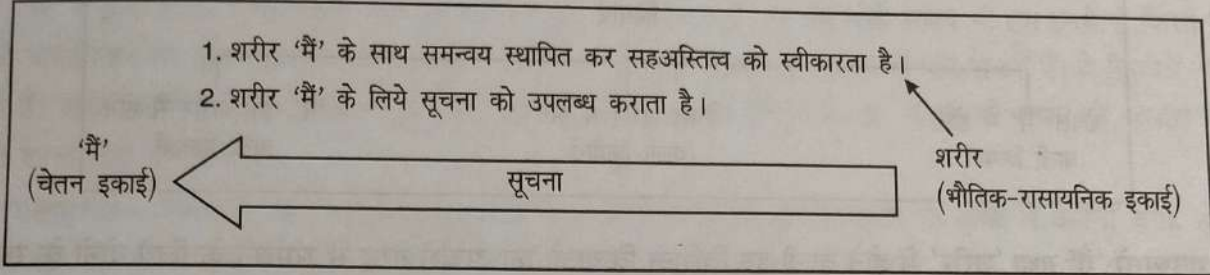 1. शरीर ‘मैं’ के साथ समन्वय स्थापित कर सहअस्तित्व को स्वीकारता है।
2. शरीर ‘मैं’ के लिये सूचना को उपलब्ध कराता है।
‘मैं’
(चेतन इकाई)
सूचना
शरीर
(भौतिक-रासायनिक इकाई)